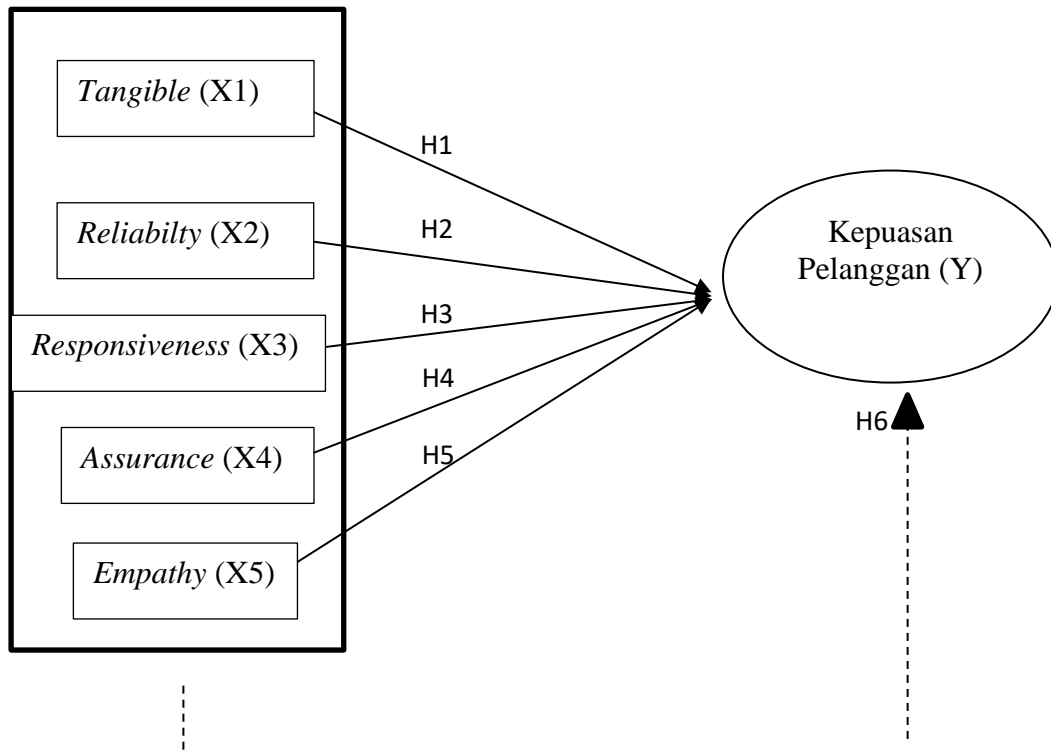 Tangible (X1)
H1
Reliabilty (X2)
H2
Kepuasan
Pelanggan (Y)
Responsiveness (X3)
H3
H4
H6
Assurance (X4)
H5
Empathy (X5)